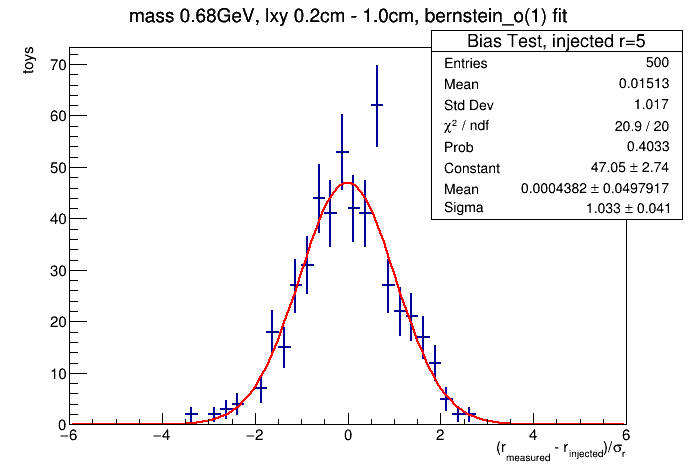 mass 0.68GeV, lxy 0.2cm - 1.0cm, bernstein_o(1) fit
toys
Bias Test, injected r=5
Entries 500
Mean 0.01513
Std Dev 1.017
χ² / ndf 20.9 / 20
Prob 0.4033
Constant 47.05 ± 2.74
Mean 0.0004382 ± 0.0497917
Sigma 1.033 ± 0.041
70
60
50
40
30
20
10
0
−6 −4 −2 0 2 4 6
(r_measured - r_injected)/σ_r